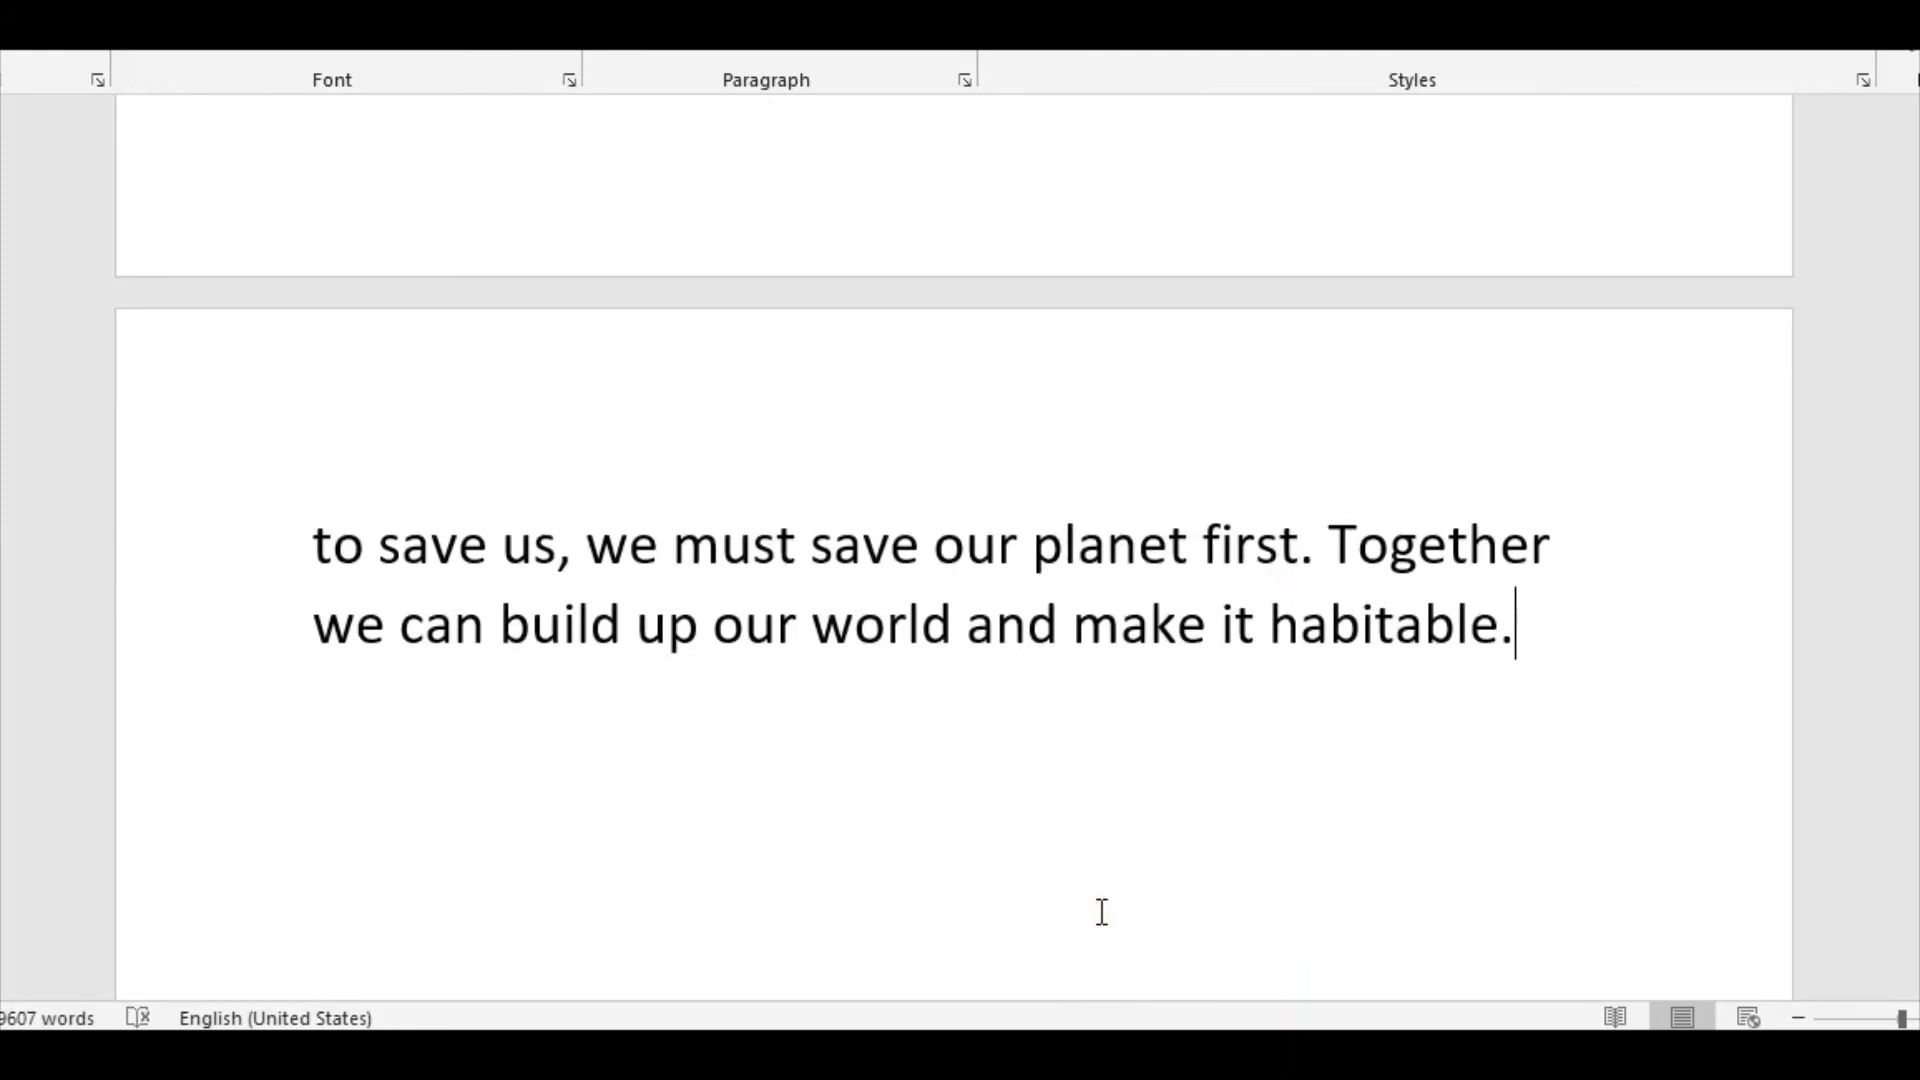 Font Paragraph Styles
to save us, we must save our planet first. Together
we can build up our world and make it habitable.
9607 words English (United States)